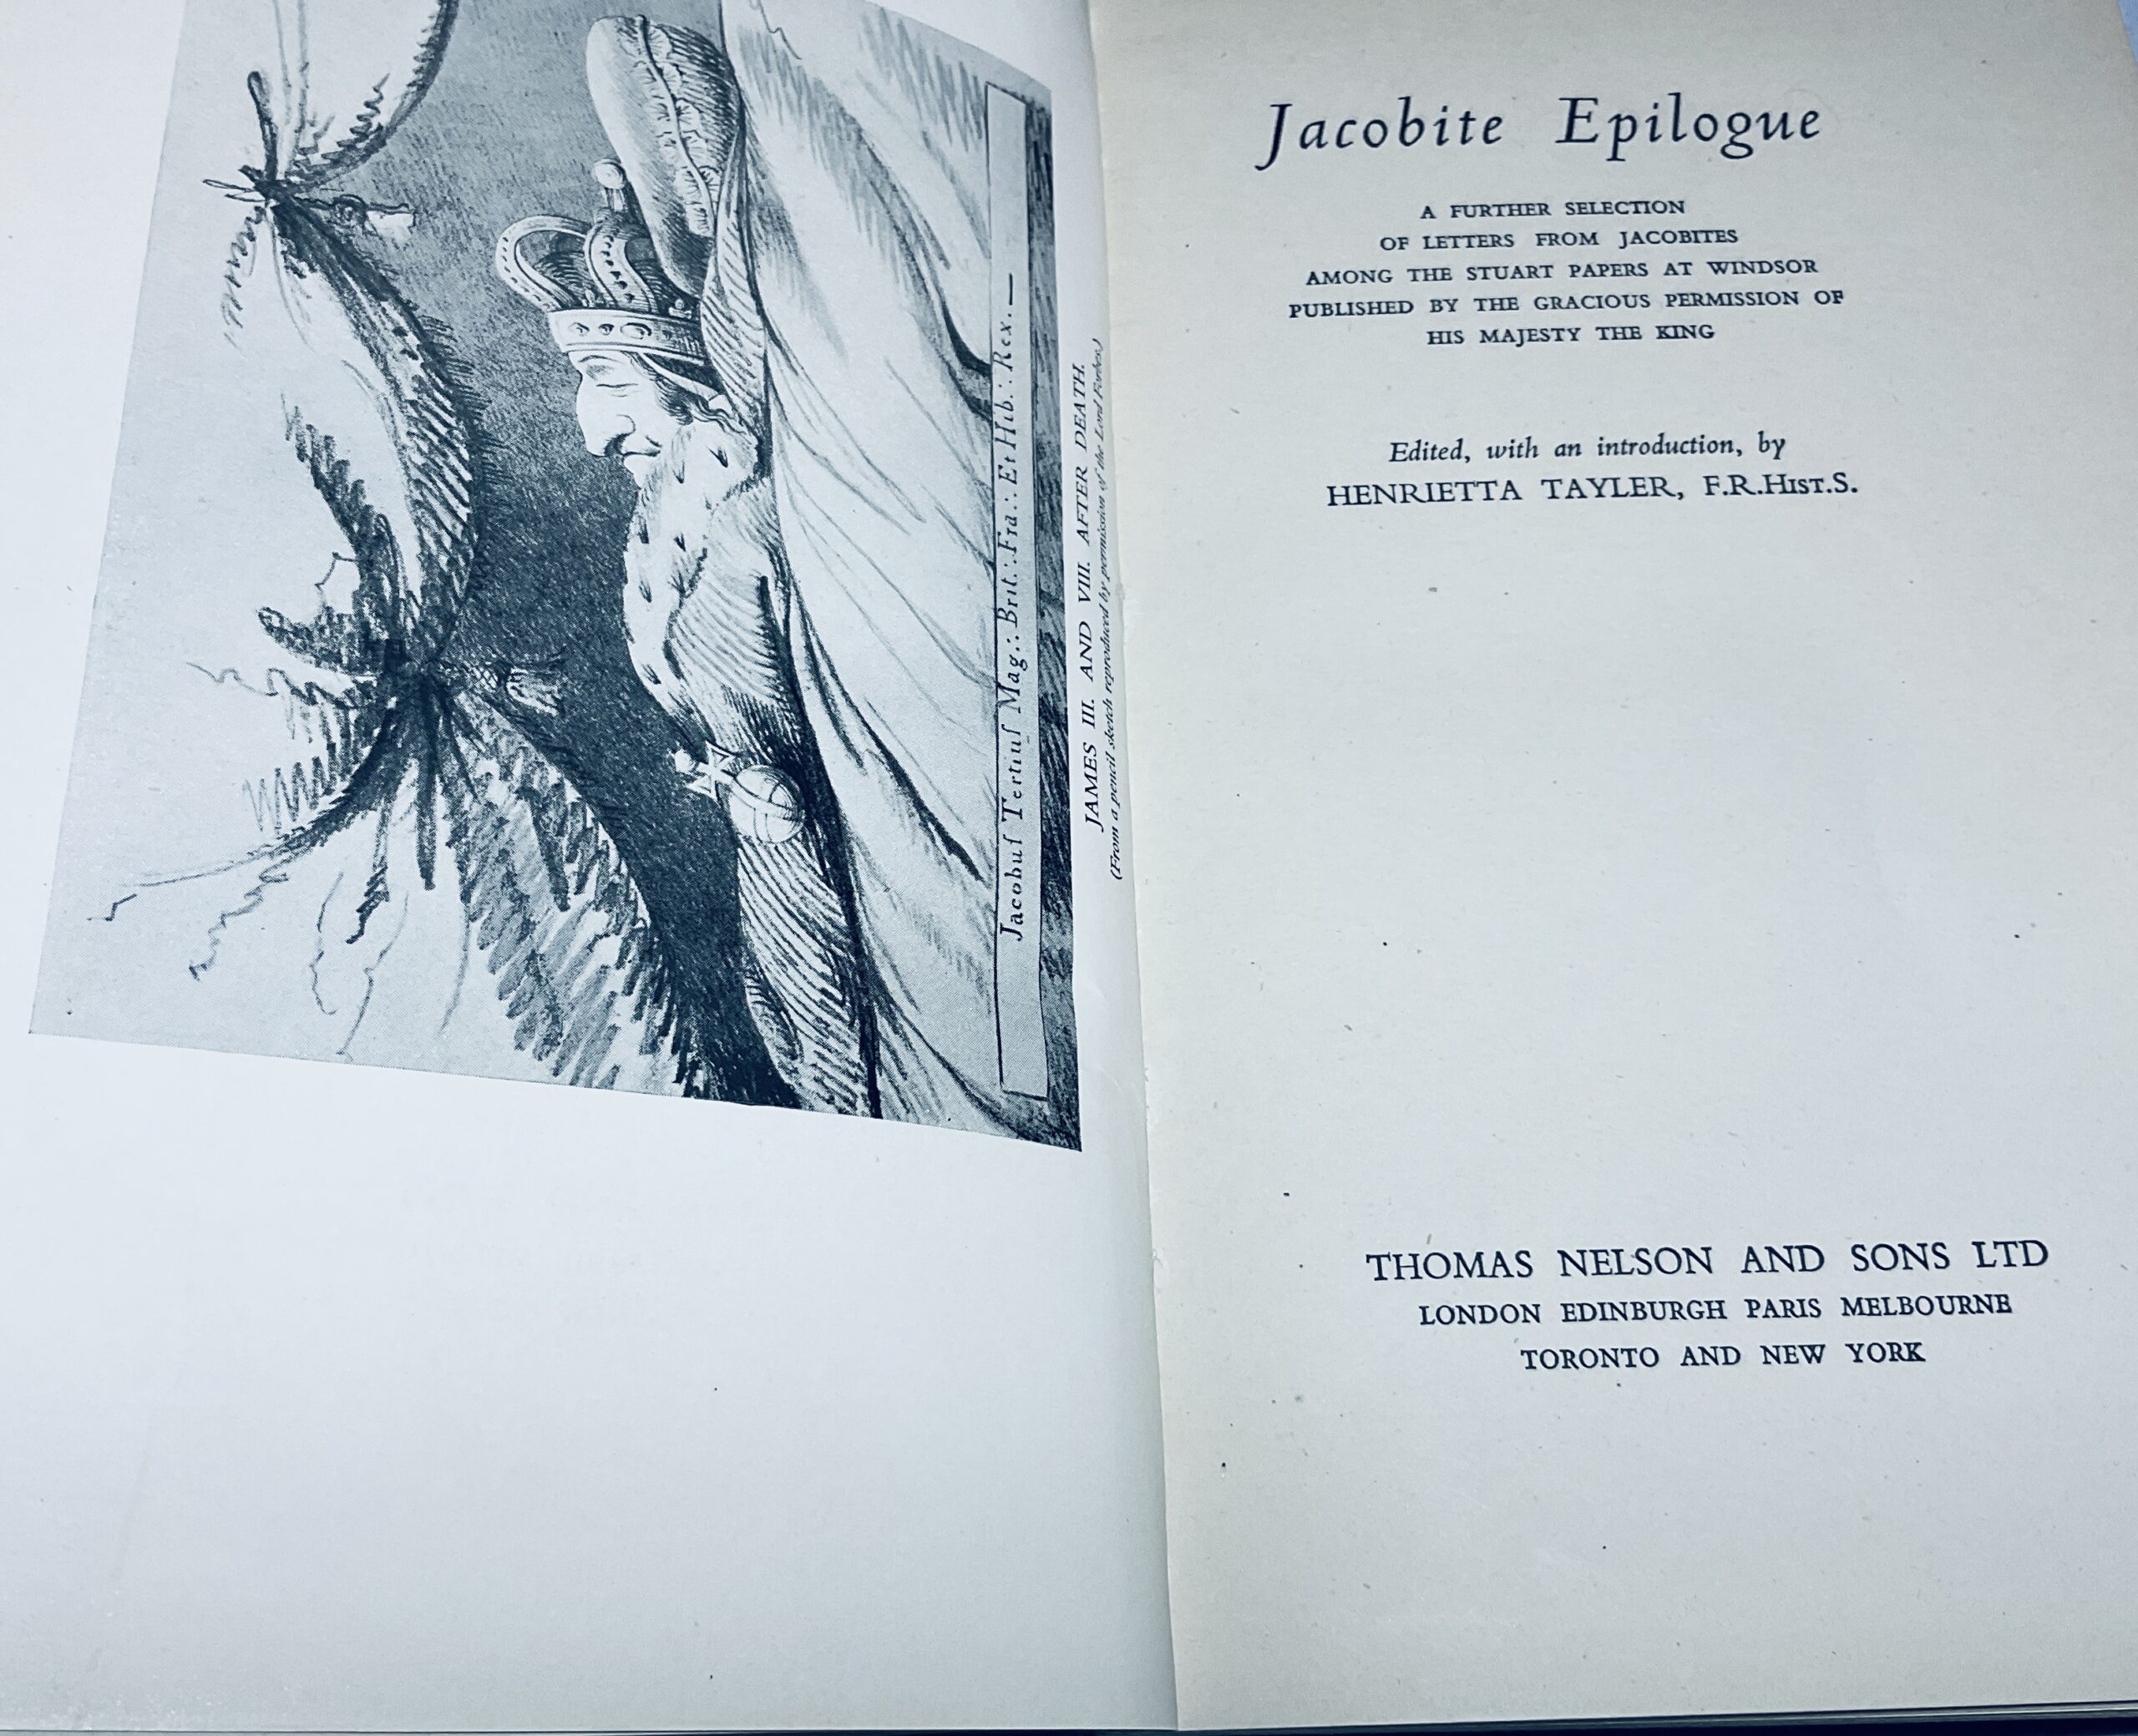 Jacobuſ Tertiuſ Mag.: Brit.: Fra.: Et Hib.: Rex.—
JAMES III. AND VIII. AFTER DEATH.
(From a pencil sketch reproduced by permission of the Lord Forbes.)
Jacobite Epilogue
A FURTHER SELECTION
OF LETTERS FROM JACOBITES
AMONG THE STUART PAPERS AT WINDSOR
PUBLISHED BY THE GRACIOUS PERMISSION OF
HIS MAJESTY THE KING
Edited, with an introduction, by
HENRIETTA TAYLER, F.R.HIST.S.
THOMAS NELSON AND SONS LTD
LONDON EDINBURGH PARIS MELBOURNE
TORONTO AND NEW YORK